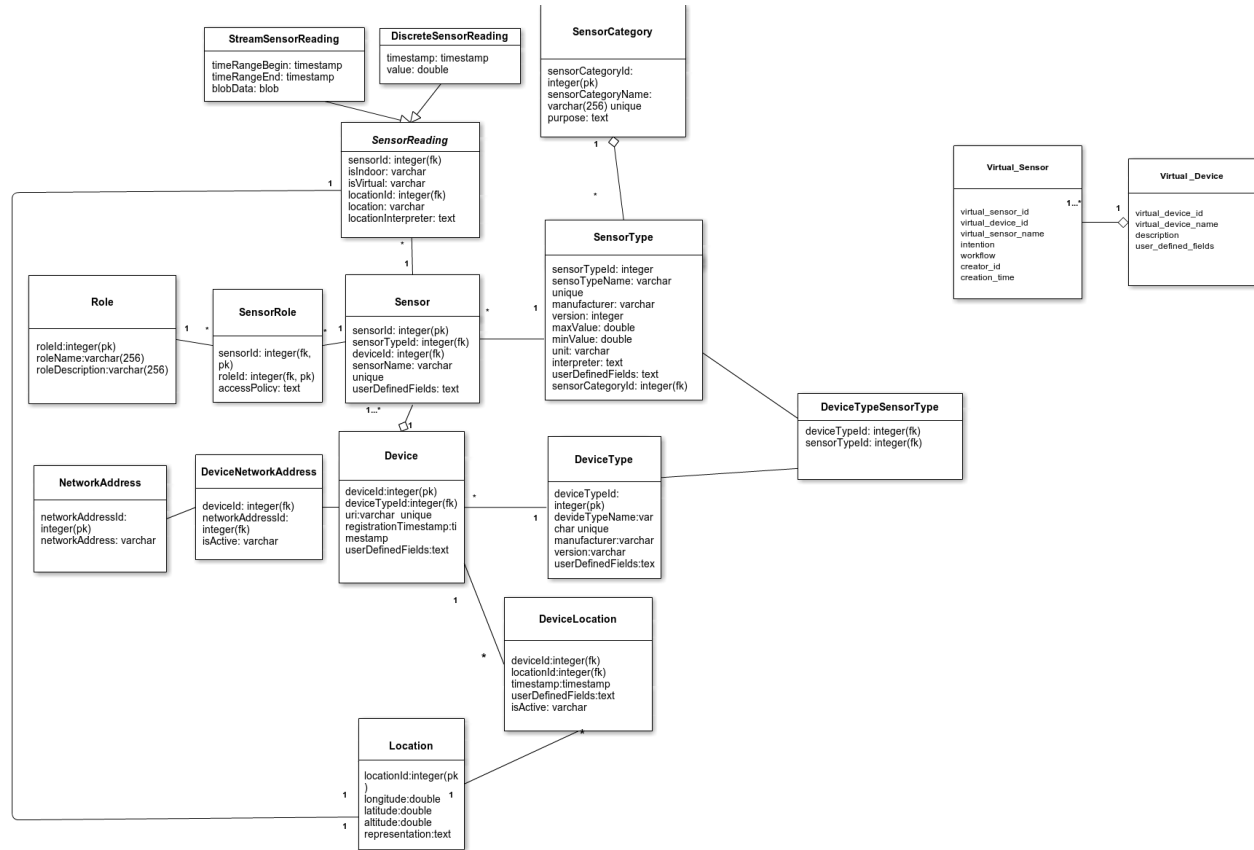 StreamSensorReading
timeRangeBegin: timestamp
timeRangeEnd: timestamp
blobData: blob
DiscreteSensorReading
timestamp: timestamp
value: double
SensorCategory
sensorCategoryId:
integer(pk)
sensorCategoryName:
varchar(256) unique
purpose: text
1
*
SensorReading
sensorId: integer(fk)
isIndoor: varchar
isVirtual: varchar
locationId: integer(fk)
location: varchar
locationInterpreter: text
1
*
1
Virtual_Sensor
virtual_sensor_id
virtual_device_id
virtual_sensor_name
intention
workflow
creator_id
creation_time
1...*
1
Virtual _Device
virtual_device_id
virtual_device_name
description
user_defined_fields
SensorType
sensorTypeId: integer
sensoTypeName: varchar
unique
manufacturer: varchar
version: integer
maxValue: double
minValue: double
unit: varchar
interpreter: text
userDefinedFields: text
sensorCategoryId: integer(fk)
Role
roleId:integer(pk)
roleName:varchar(256)
roleDescription:varchar(256)
1
*
SensorRole
sensorId: integer(fk,
pk)
roleId: integer(fk, pk)
accessPolicy: text
*
1
Sensor
sensorId: integer(pk)
sensorTypeId: integer(fk)
deviceId: integer(fk)
sensorName: varchar
unique
userDefinedFields: text
*
1
1...*
1
DeviceTypeSensorType
deviceTypeId: integer(fk)
sensorTypeId: integer(fk)
NetworkAddress
networkAddressId:
integer(pk)
networkAddress: varchar
DeviceNetworkAddress
deviceId: integer(fk)
networkAddressId:
integer(fk)
isActive: varchar
Device
deviceId:integer(pk)
deviceTypeId:integer(fk)
uri:varchar unique
registrationTimestamp:ti
mestamp
userDefinedFields:text
*
1
DeviceType
deviceTypeId:
integer(pk)
devideTypeName:var
char unique
manufacturer:varchar
version:varchar
userDefinedFields:tex
1
*
DeviceLocation
deviceId:integer(fk)
locationId:integer(fk)
timestamp:timestamp
userDefinedFields:text
isActive: varchar
*
Location
locationId:integer(pk
)
longitude:double
latitude:double
altitude:double
representation:text
1
1
1